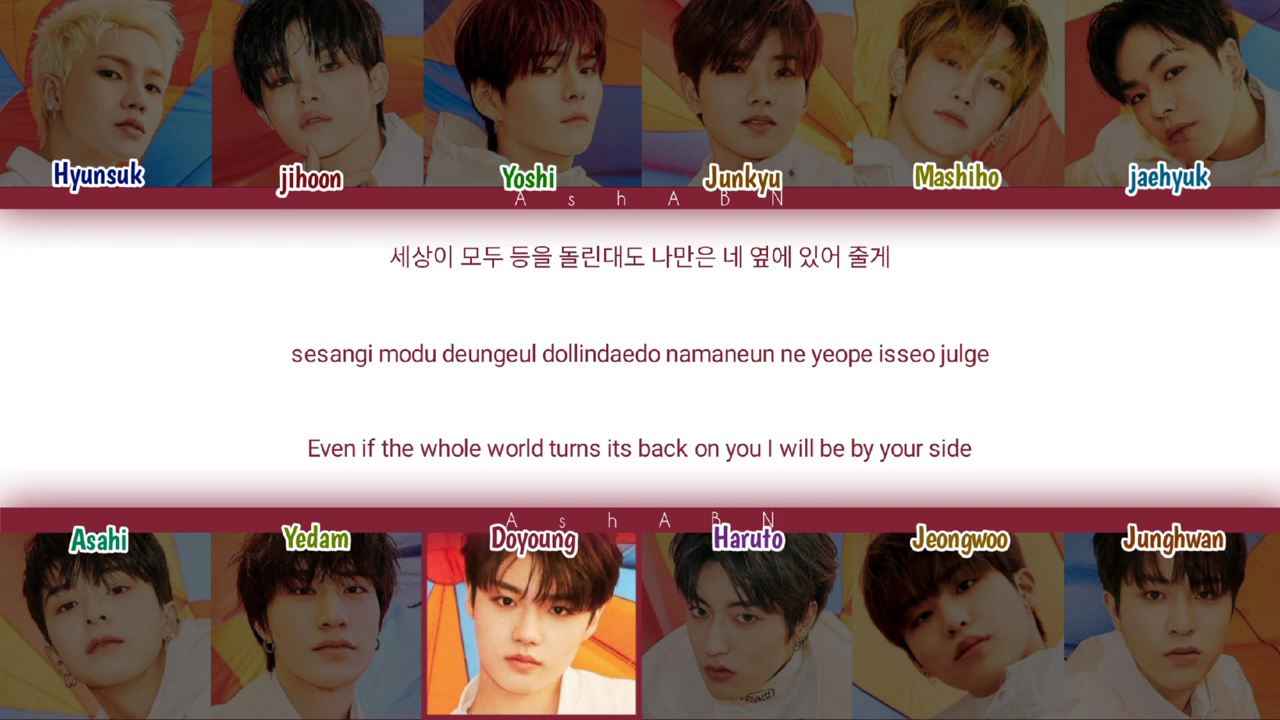 Hyunsuk jihoon Yoshi Junkyu Mashiho jaehyuk
A s h A B N
세상이 모두 등을 돌린대도 나만은 네 옆에 있어 줄게
sesangi modu deungeul dollindaedo namaneun ne yeope isseo julge
Even if the whole world turns its back on you I will be by your side
A s h A B N
Asahi Yedam Doyoung Haruto Jeongwoo Junghwan